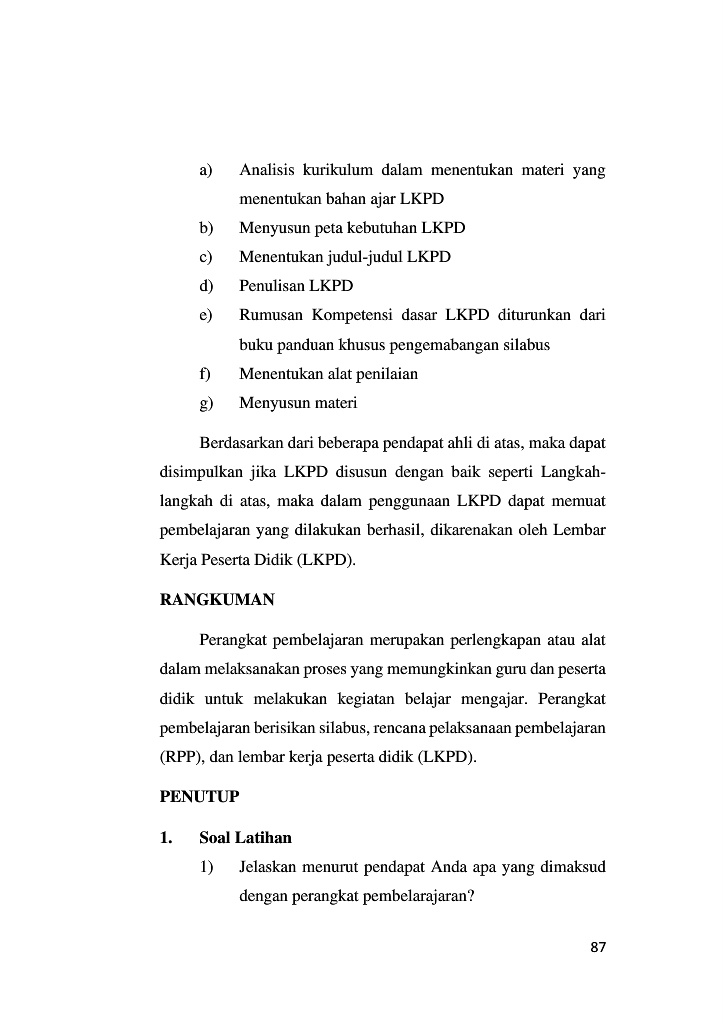 a) Analisis kurikulum dalam menentukan materi yang
menentukan bahan ajar LKPD
b) Menyusun peta kebutuhan LKPD
c) Menentukan judul-judul LKPD
d) Penulisan LKPD
e) Rumusan Kompetensi dasar LKPD diturunkan dari
buku panduan khusus pengemabangan silabus
f) Menentukan alat penilaian
g) Menyusun materi
Berdasarkan dari beberapa pendapat ahli di atas, maka dapat
disimpulkan jika LKPD disusun dengan baik seperti Langkah-
langkah di atas, maka dalam penggunaan LKPD dapat memuat
pembelajaran yang dilakukan berhasil, dikarenakan oleh Lembar
Kerja Peserta Didik (LKPD).
RANGKUMAN
Perangkat pembelajaran merupakan perlengkapan atau alat
dalam melaksanakan proses yang memungkinkan guru dan peserta
didik untuk melakukan kegiatan belajar mengajar. Perangkat
pembelajaran berisikan silabus, rencana pelaksanaan pembelajaran
(RPP), dan lembar kerja peserta didik (LKPD).
PENUTUP
1. Soal Latihan
1) Jelaskan menurut pendapat Anda apa yang dimaksud
dengan perangkat pembelarajaran?
87